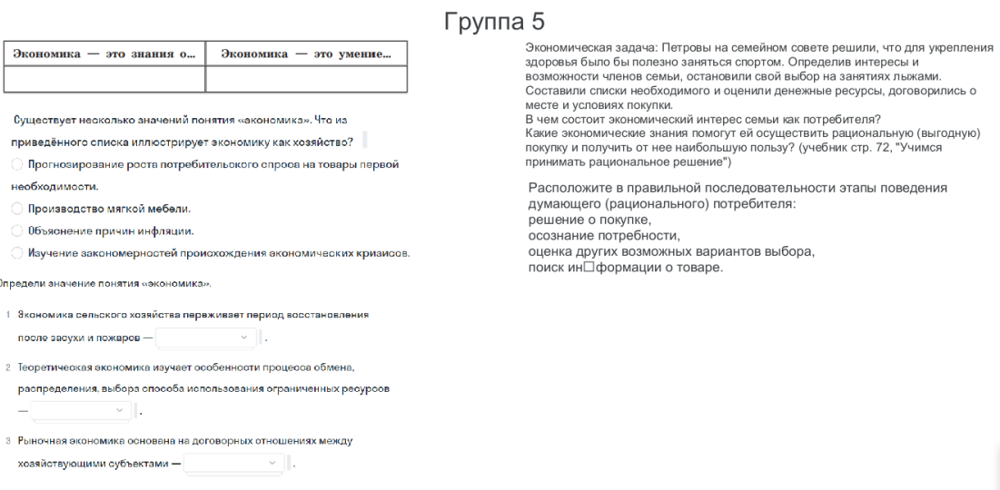 Группа 5
Экономика — это знания о...
Экономика — это умение...
Существует несколько значений понятия «экономика». Что из
приведённого списка иллюстрирует экономику как хозяйство?
Прогнозирование роста потребительского спроса на товары первой
необходимости.
Производство мягкой мебели.
Объяснение причин инфляции.
Изучение закономерностей происхождения экономических кризисов.
Определи значение понятия «экономика».
1 Экономика сельского хозяйства переживает период восстановления
после засухи и пожаров — .
2 Теоретическая экономика изучает особенности процесса обмена,
распределения, выбора способа использования ограниченных ресурсов
— .
3 Рыночная экономика основана на договорных отношениях между
хозяйствующими субъектами — .
Экономическая задача: Петровы на семейном совете решили, что для укрепления
здоровья было бы полезно заняться спортом. Определив интересы и
возможности членов семьи, остановили свой выбор на занятиях лыжами.
Составили списки необходимого и оценили денежные ресурсы, договорились о
месте и условиях покупки.
В чем состоит экономический интерес семьи как потребителя?
Какие экономические знания помогут ей осуществить рациональную (выгодную)
покупку и получить от нее наибольшую пользу? (учебник стр. 72, "Учимся
принимать рациональное решение")
Расположите в правильной последовательности этапы поведения
думающего (рационального) потребителя:
решение о покупке,
осознание потребности,
оценка других возможных вариантов выбора,
поиск ин□формации о товаре.